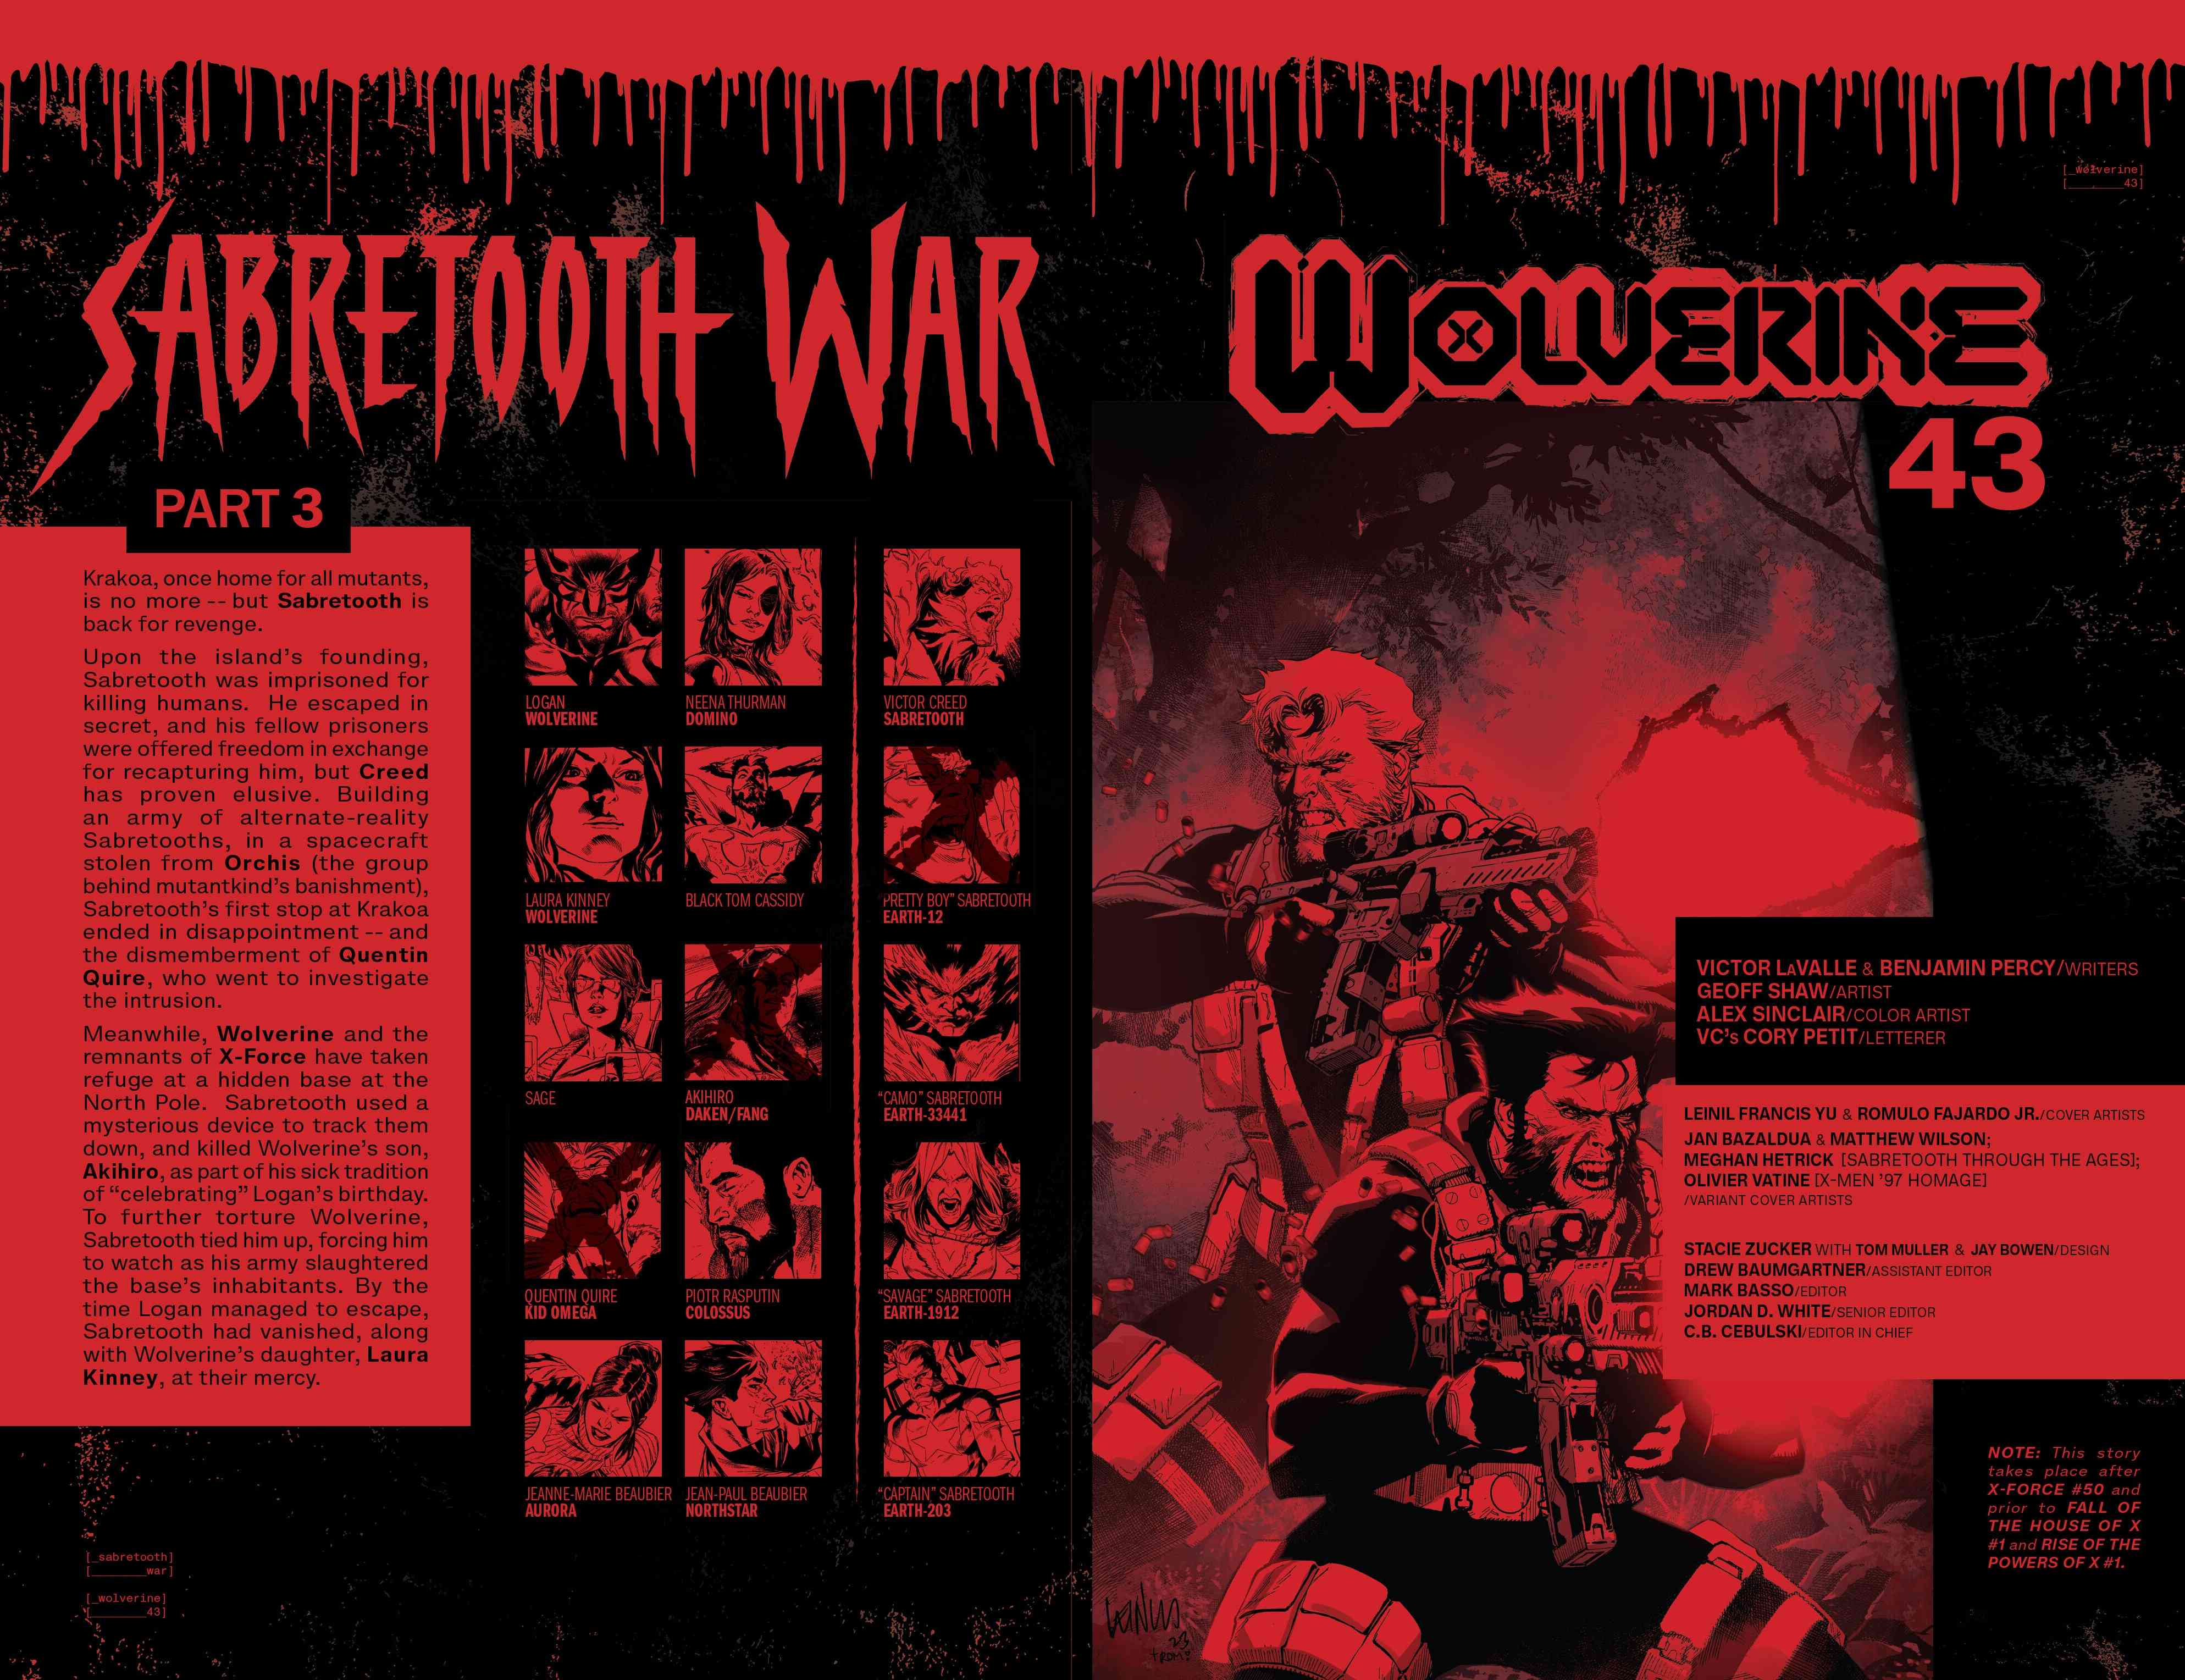 [_wolverine]
[________43]
SABRETOOTH WAR
WOLVERINE
43
PART 3
Krakoa, once home for all mutants,
is no more -- but Sabretooth is
back for revenge.
Upon the island's founding,
Sabretooth was imprisoned for
killing humans. He escaped in
secret, and his fellow prisoners
were offered freedom in exchange
for recapturing him, but Creed
has proven elusive. Building
an army of alternate-reality
Sabretooths, in a spacecraft
stolen from Orchis (the group
behind mutantkind's banishment),
Sabretooth's first stop at Krakoa
ended in disappointment -- and
the dismemberment of Quentin
Quire, who went to investigate
the intrusion.
Meanwhile, Wolverine and the
remnants of X-Force have taken
refuge at a hidden base at the
North Pole. Sabretooth used a
mysterious device to track them
down, and killed Wolverine's son,
Akihiro, as part of his sick tradition
of "celebrating" Logan's birthday.
To further torture Wolverine,
Sabretooth tied him up, forcing him
to watch as his army slaughtered
the base's inhabitants. By the
time Logan managed to escape,
Sabretooth had vanished, along
with Wolverine's daughter, Laura
Kinney, at their mercy.
LOGAN
WOLVERINE
NEENA THURMAN
DOMINO
VICTOR CREED
SABRETOOTH
LAURA KINNEY
WOLVERINE
BLACK TOM CASSIDY
"PRETTY BOY" SABRETOOTH
EARTH-12
SAGE
AKIHIRO
DAKEN/FANG
"CAMO" SABRETOOTH
EARTH-33441
QUENTIN QUIRE
KID OMEGA
PIOTR RASPUTIN
COLOSSUS
"SAVAGE" SABRETOOTH
EARTH-1912
JEANNE-MARIE BEAUBIER
AURORA
JEAN-PAUL BEAUBIER
NORTHSTAR
"CAPTAIN" SABRETOOTH
EARTH-203
[_sabretooth]
[________war]
[_wolverine]
[________43]
VICTOR LAVALLE & BENJAMIN PERCY/WRITERS
GEOFF SHAW/ARTIST
ALEX SINCLAIR/COLOR ARTIST
VC's CORY PETIT/LETTERER
LEINIL FRANCIS YU & ROMULO FAJARDO JR./COVER ARTISTS
JAN BAZALDUA & MATTHEW WILSON;
MEGHAN HETRICK [SABRETOOTH THROUGH THE AGES];
OLIVIER VATINE [X-MEN '97 HOMAGE]
/VARIANT COVER ARTISTS
STACIE ZUCKER WITH TOM MULLER & JAY BOWEN/DESIGN
DREW BAUMGARTNER/ASSISTANT EDITOR
MARK BASSO/EDITOR
JORDAN D. WHITE/SENIOR EDITOR
C.B. CEBULSKI/EDITOR IN CHIEF
NOTE: This story
takes place after
X-FORCE #50 and
prior to FALL OF
THE HOUSE OF X
#1 and RISE OF THE
POWERS OF X #1.
23